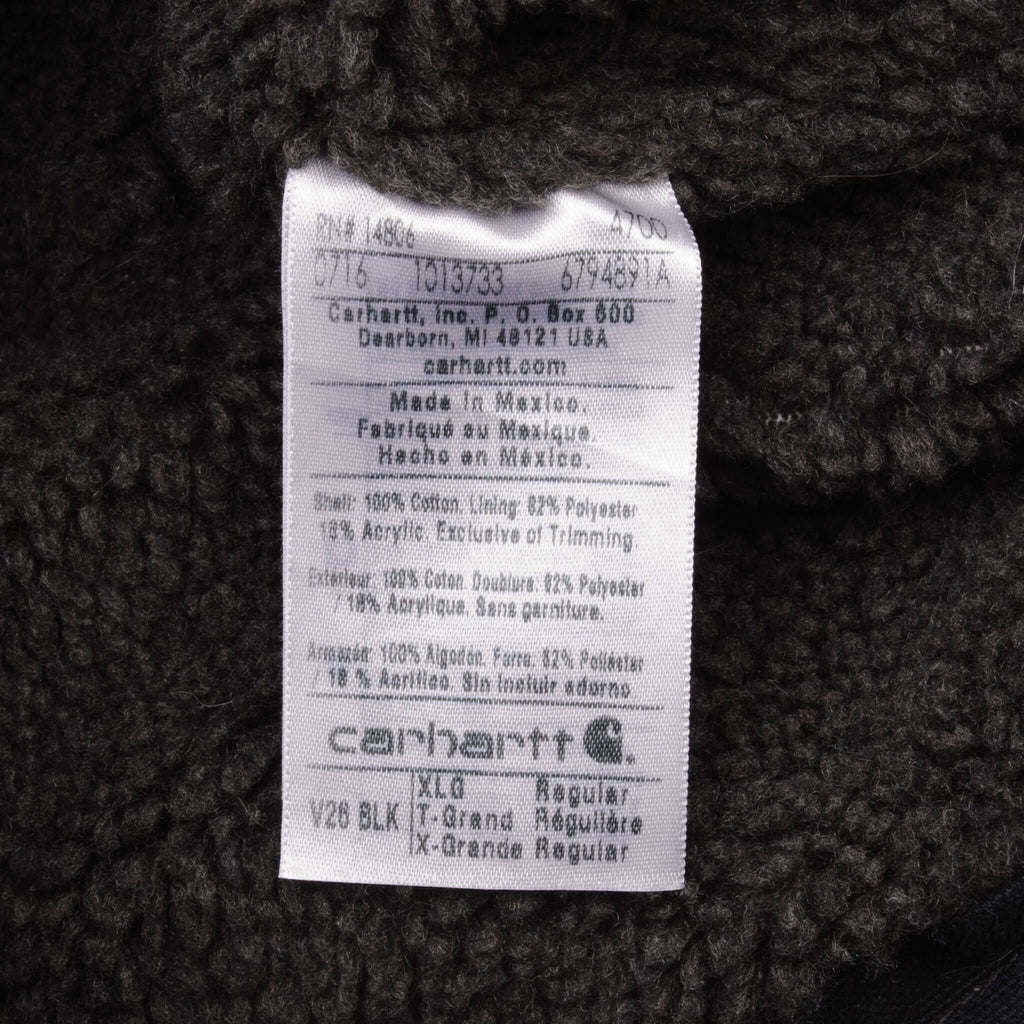 RN# 14806 4700
0716 1013733 6794891A
Carhartt, Inc. P. O. Box 600
Dearborn, MI 48121 USA
carhartt.com
Made in Mexico.
Fabriqué au Mexique.
Hecho en México.
Shell: 100% Cotton. Lining: 82% Polyester
18% Acrylic. Exclusive of Trimming.
Extérieur: 100% Coton. Doublure: 82% Polyester
/ 18% Acrylique. Sans garniture.
Armazón: 100% Algodon. Forro: 82% Poliéster
/ 18 % Acrílico. Sin incluir adorno
carhartt
V26 BLK XLG Regular
T-Grand Régulière
X-Grande Regular